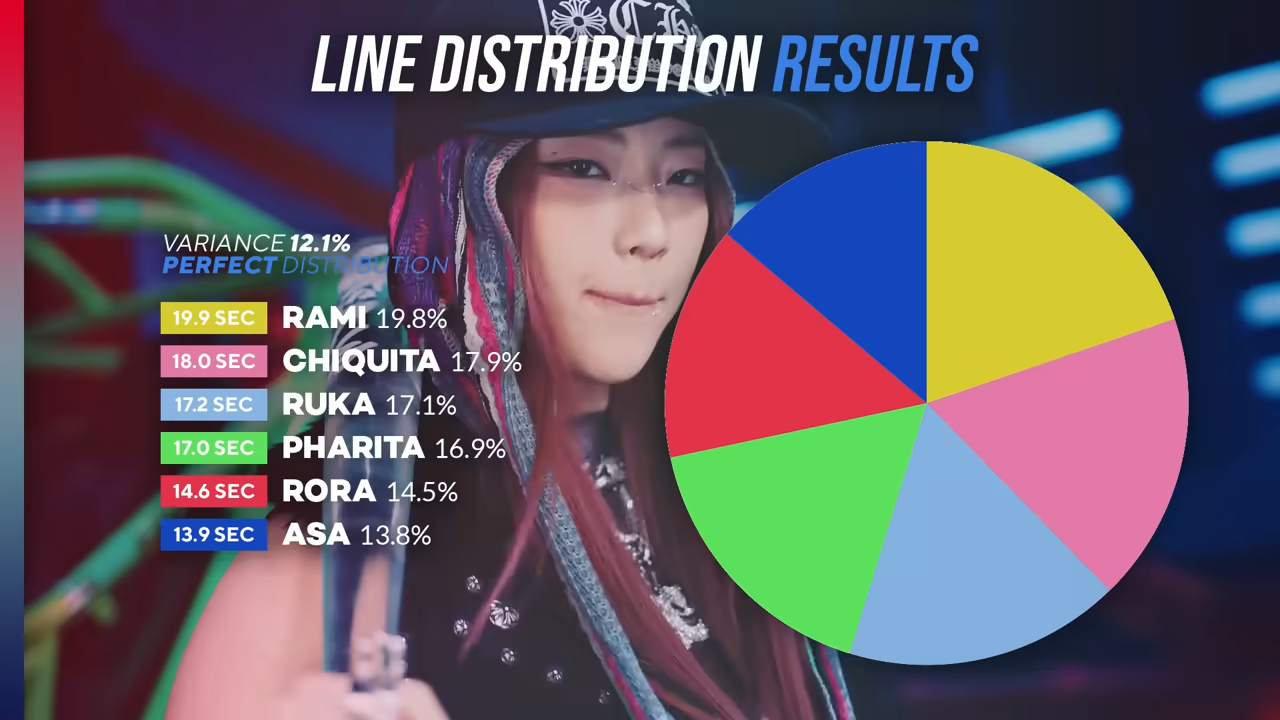 LINE DISTRIBUTION RESULTS
VARIANCE 12.1%
PERFECT DISTRIBUTION
19.9 SEC RAMI 19.8%
18.0 SEC CHIQUITA 17.9%
17.2 SEC RUKA 17.1%
17.0 SEC PHARITA 16.9%
14.6 SEC RORA 14.5%
13.9 SEC ASA 13.8%